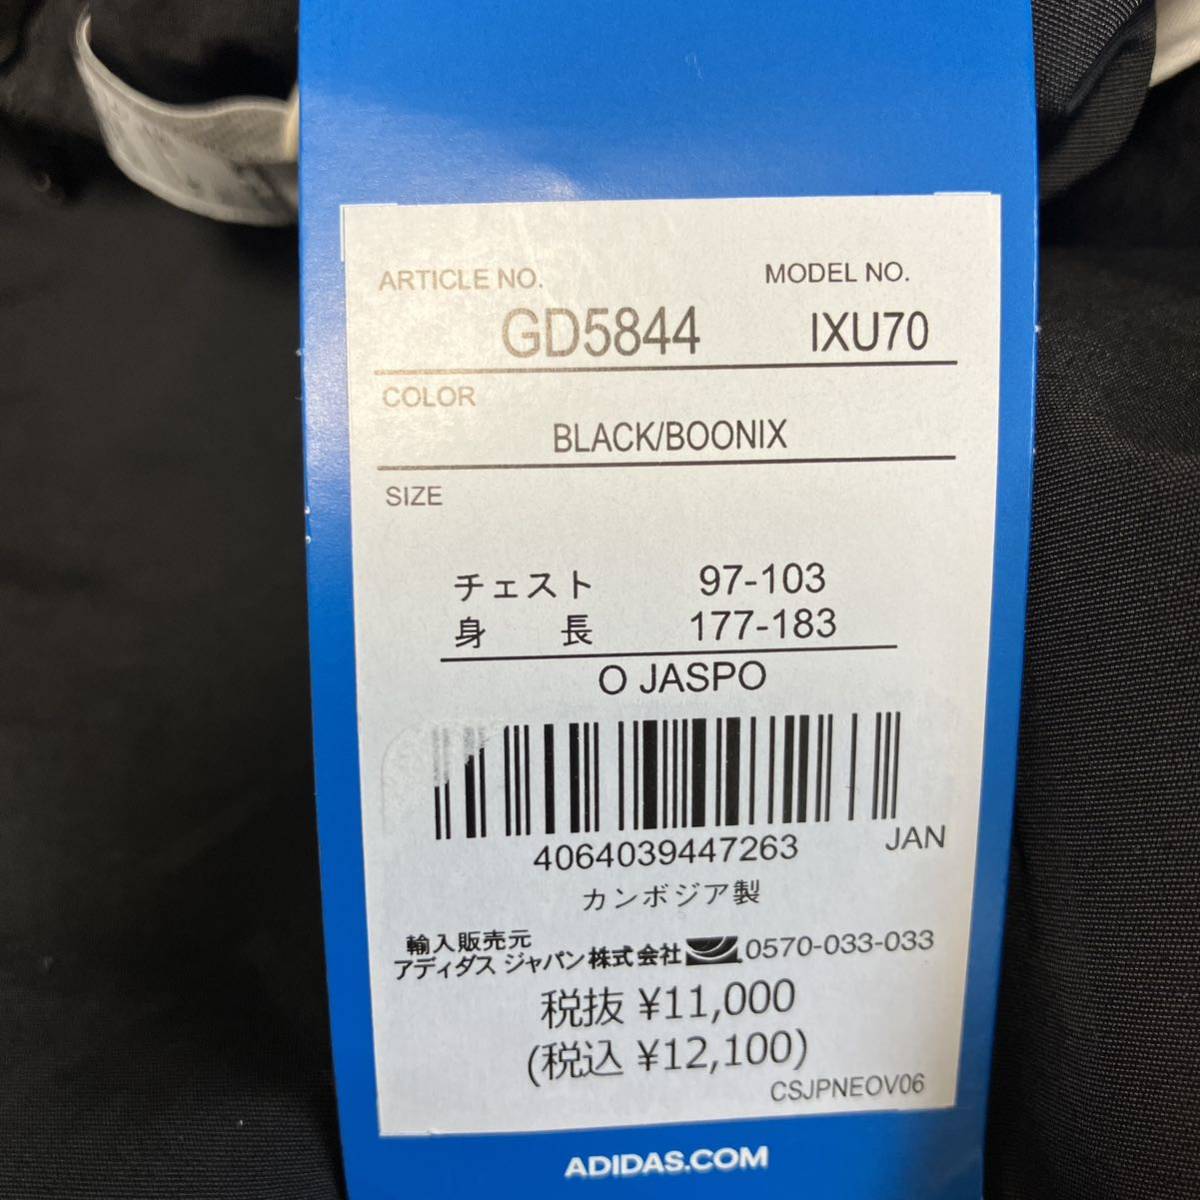 ARTICLE NO. MODEL NO.
GD5844 IXU70
COLOR
BLACK/BOONIX
SIZE
チェスト 97-103
身 長 177-183
O JASPO
4064039447263 JAN
カンボジア製
輸入販売元
アディダス ジャパン株式会社 0570-033-033
税抜 ¥11,000
(税込 ¥12,100)
CSJPNEOV06
ADIDAS.COM